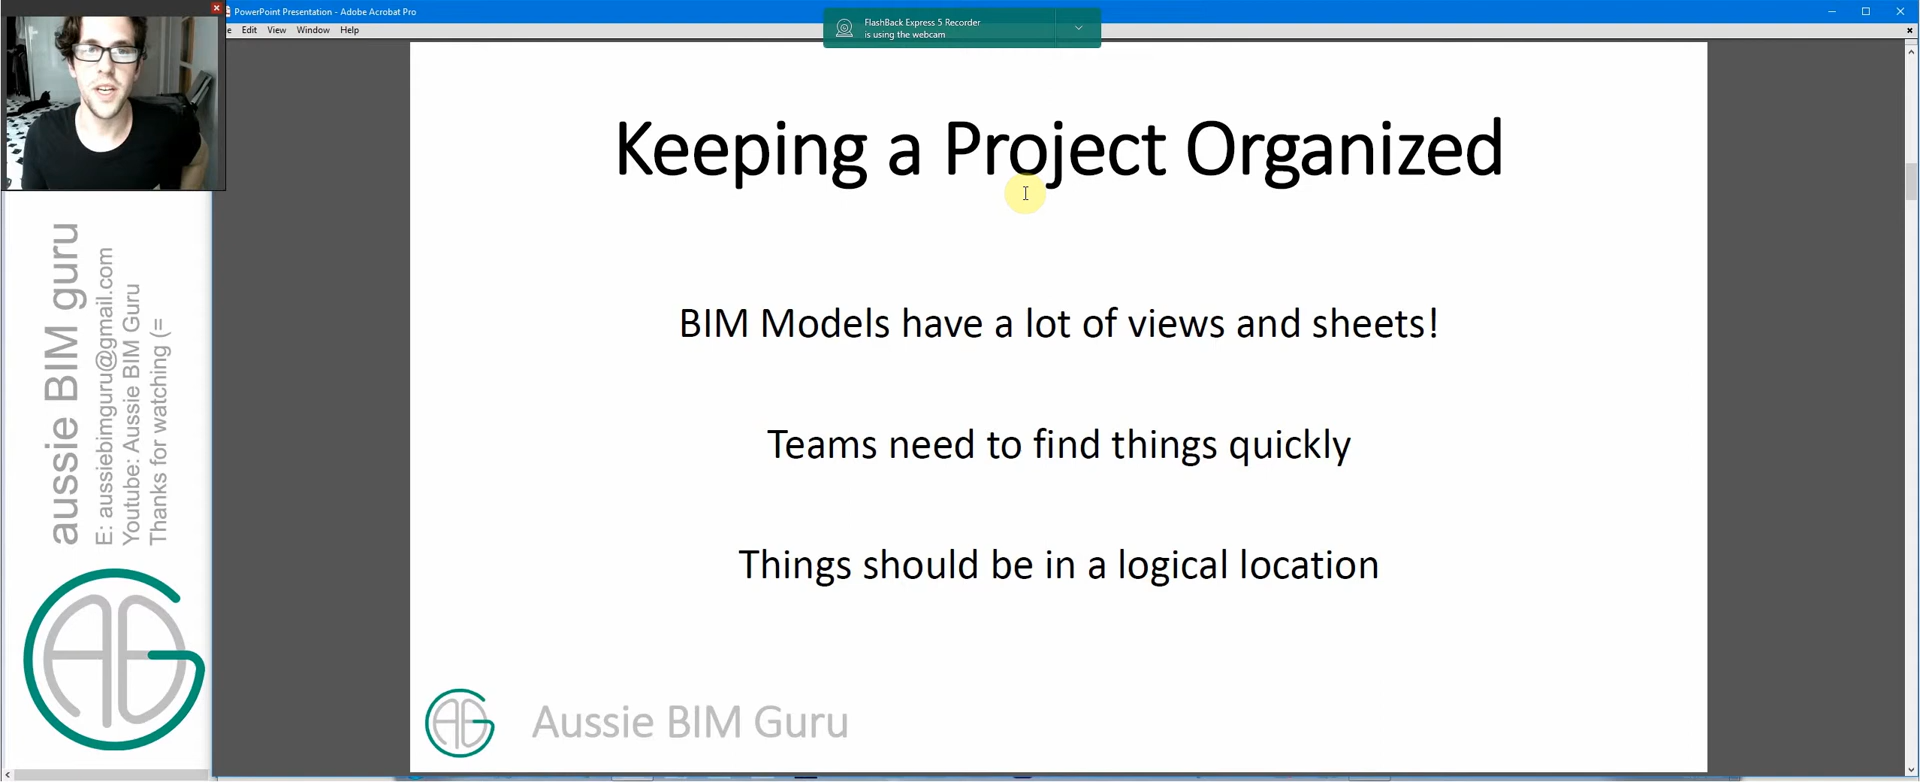 PowerPoint Presentation - Adobe Acrobat Pro
Edit View Window Help
FlashBack Express 5 Recorder
is using the webcam
Keeping a Project Organized
BIM Models have a lot of views and sheets!
Teams need to find things quickly
Things should be in a logical location
Aussie BIM Guru
aussie BIM guru
E: aussiebimguru@gmail.com
Youtube: Aussie BIM Guru
Thanks for watching (=